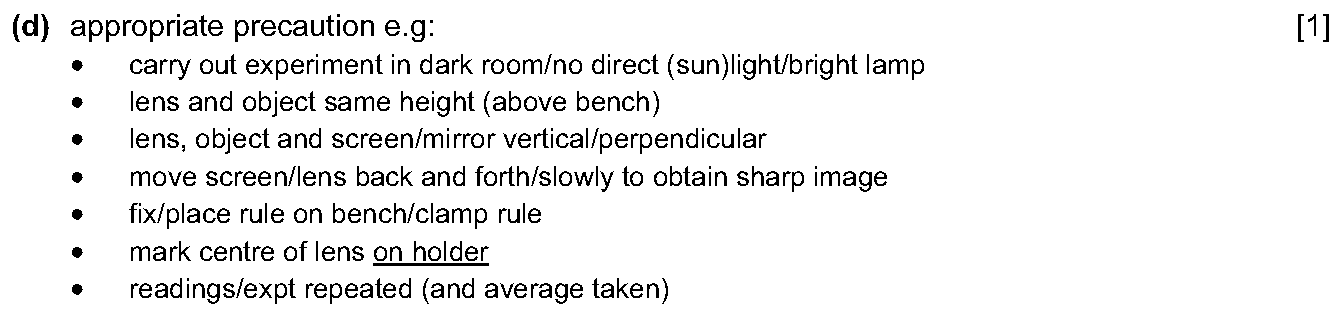 (d) appropriate precaution e.g: [1]
• carry out experiment in dark room/no direct (sun)light/bright lamp
• lens and object same height (above bench)
• lens, object and screen/mirror vertical/perpendicular
• move screen/lens back and forth/slowly to obtain sharp image
• fix/place rule on bench/clamp rule
• mark centre of lens on holder
• readings/expt repeated (and average taken)